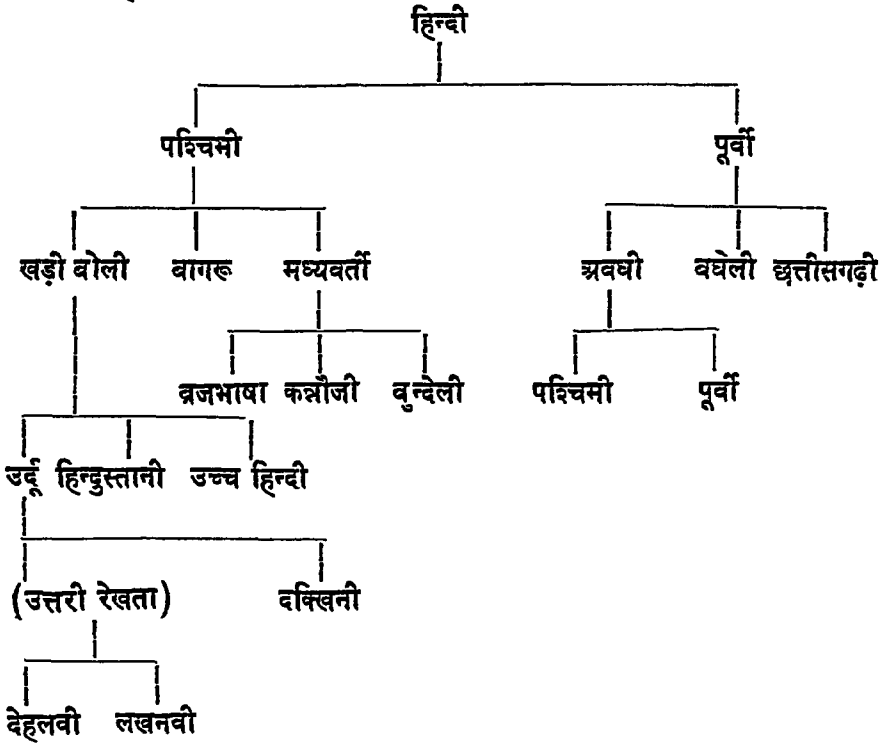 हिन्दी
पश्चिमी पूर्वी
खड़ी बोली बागरू मध्यवर्ती अवधी बघेली छत्तीसगढ़ी
व्रजभाषा कन्नौजी बुन्देली पश्चिमी पूर्वी
उर्दू हिन्दुस्तानी उच्च हिन्दी
(उत्तरी रेखता) दक्खिनी
देहलवी लखनवी